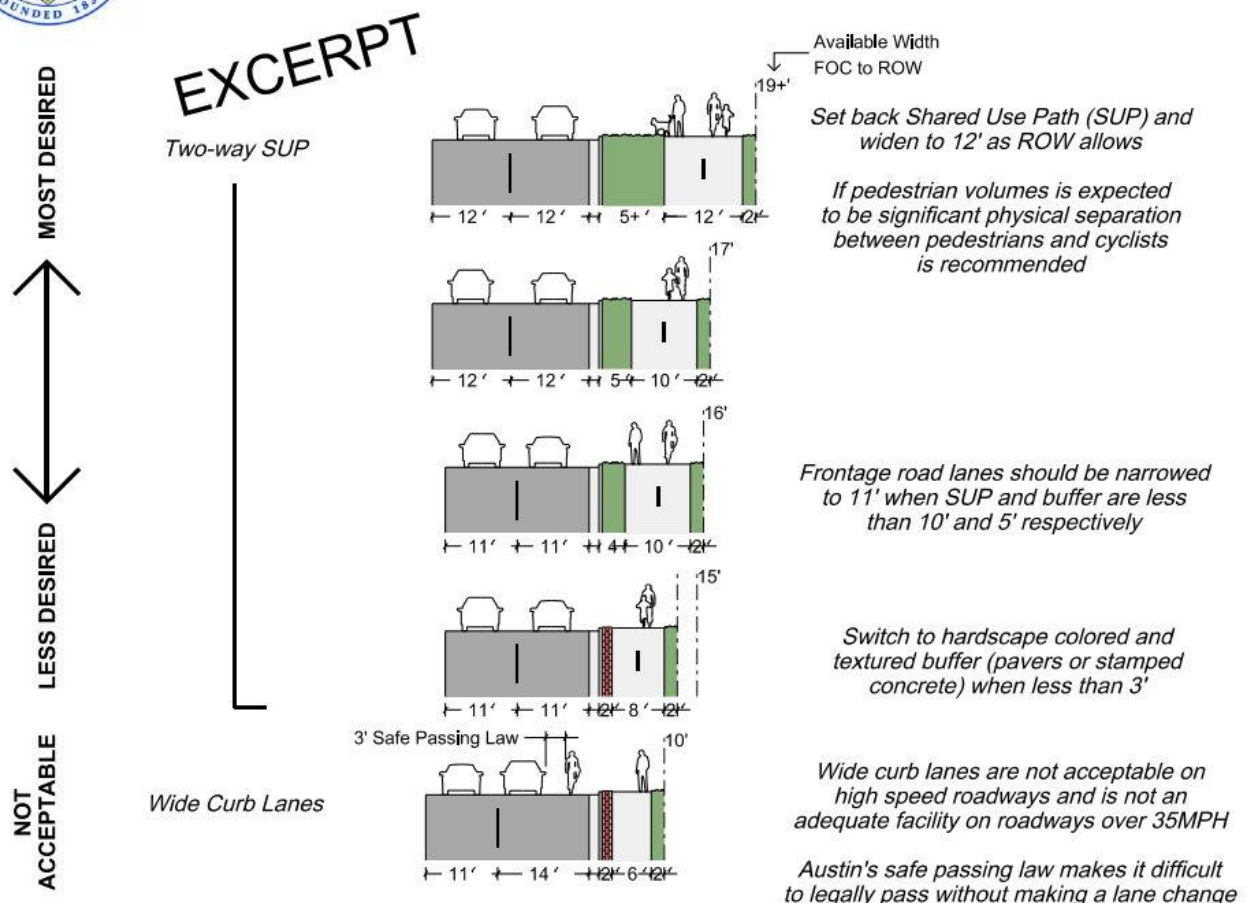 OUNDED 183
EXCERPT
MOST DESIRED
LESS DESIRED
NOT
ACCEPTABLE
Two-way SUP
Available Width
FOC to ROW
19+'
12' 12' 5+' 12' 2'
Set back Shared Use Path (SUP) and
widen to 12' as ROW allows
If pedestrian volumes is expected
to be significant physical separation
between pedestrians and cyclists
is recommended
17'
12' 12' 5' 10' 2'
16'
11' 11' 4' 10' 2'
Frontage road lanes should be narrowed
to 11' when SUP and buffer are less
than 10' and 5' respectively
15'
11' 11' 2' 8' 2'
Switch to hardscape colored and
textured buffer (pavers or stamped
concrete) when less than 3'
3' Safe Passing Law
10'
Wide Curb Lanes
11' 14' 2' 6' 2'
Wide curb lanes are not acceptable on
high speed roadways and is not an
adequate facility on roadways over 35MPH
Austin's safe passing law makes it difficult
to legally pass without making a lane change